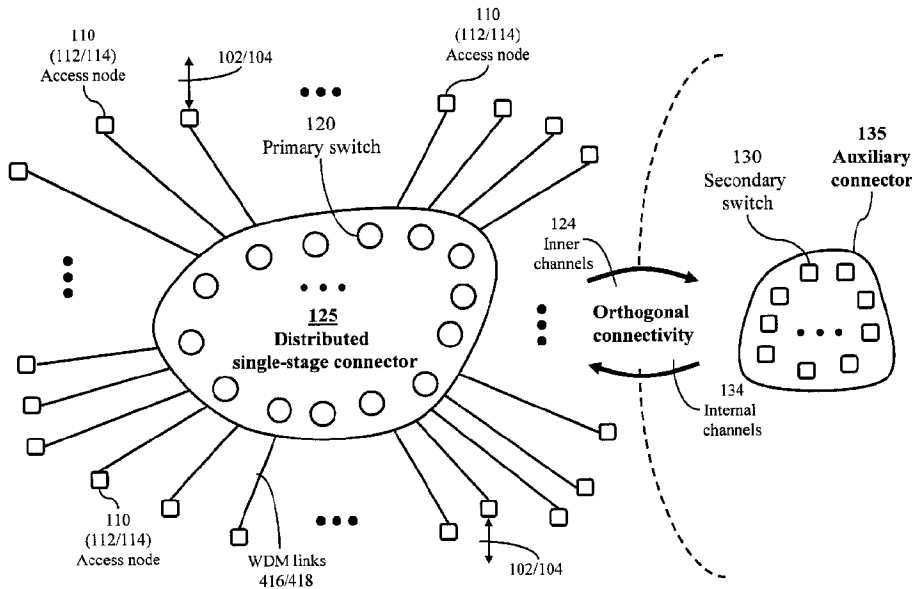 110
(112/114)
Access node
102/104
110
(112/114)
Access node
120
Primary switch
135
Auxiliary
connector
130
Secondary
switch
124
Inner
channels
125
Distributed
single-stage connector
Orthogonal
connectivity
134
Internal
channels
110
(112/114)
Access node
WDM links
416/418
102/104